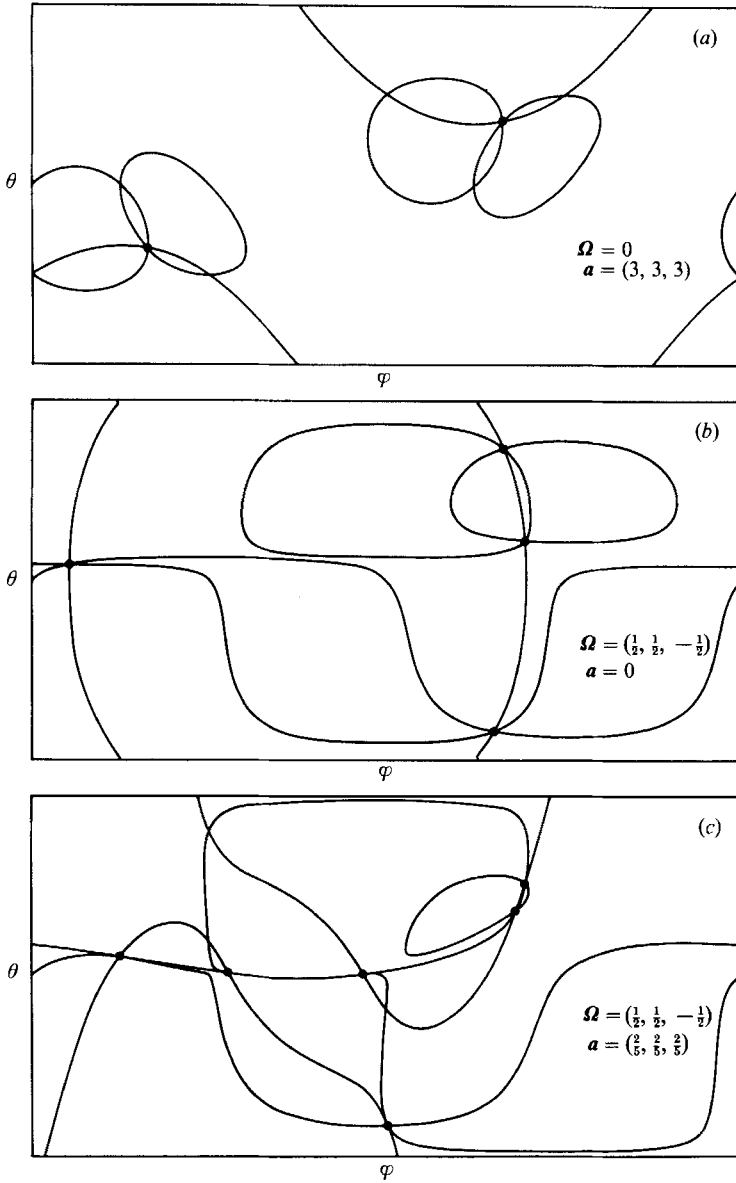 (a)
θ
Ω = 0
a = (3, 3, 3)
φ
(b)
θ
Ω = (½, ½, −½)
a = 0
φ
(c)
θ
Ω = (½, ½, −½)
a = (⅖, ⅖, ⅖)
φ